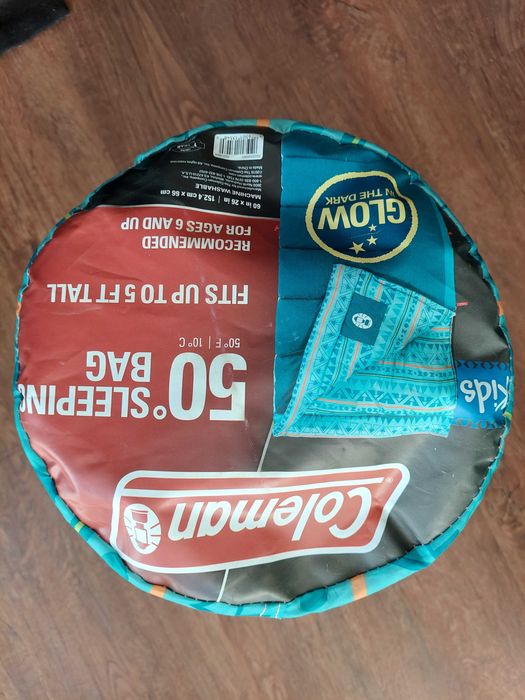 Coleman
50° SLEEPING
BAG
50° F | 10° C
FITS UP TO 5 FT TALL
RECOMMENDED
FOR AGES 6 AND UP
60 in x 26 in | 152.4 cm x 66 cm
MACHINE WASHABLE
Kids
GLOW
IN THE DARK